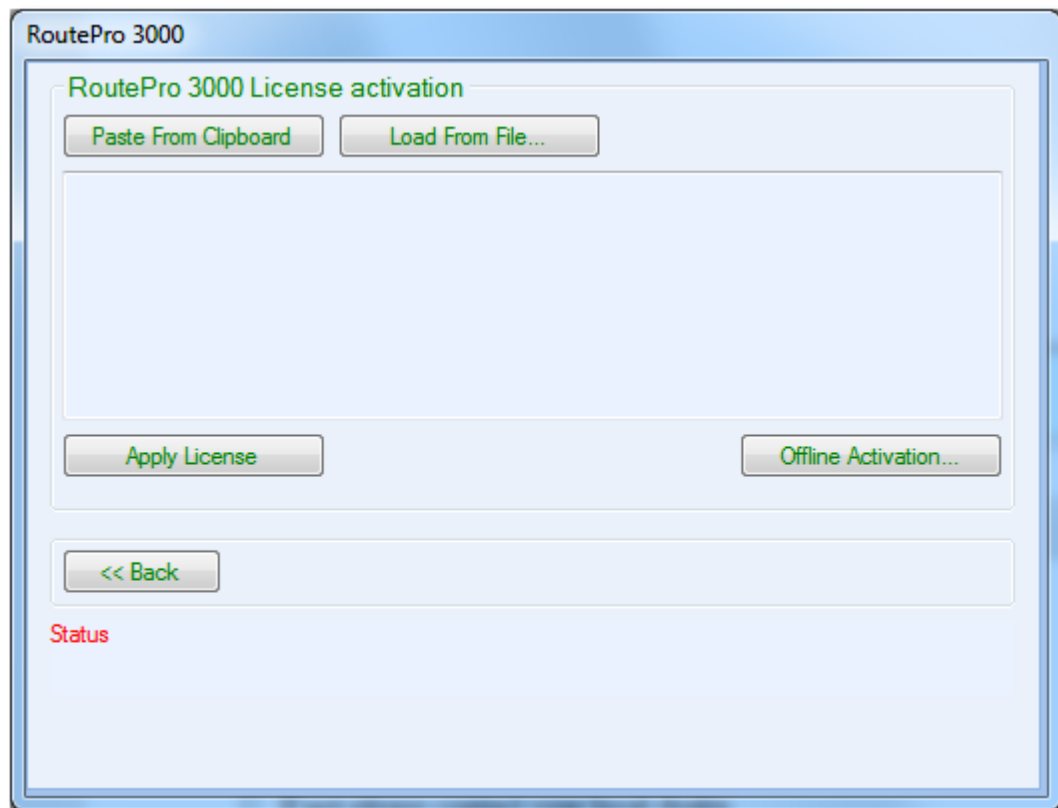 RoutePro 3000
RoutePro 3000 License activation
Paste From Clipboard Load From File...
Apply License Offline Activation...
<< Back
Status